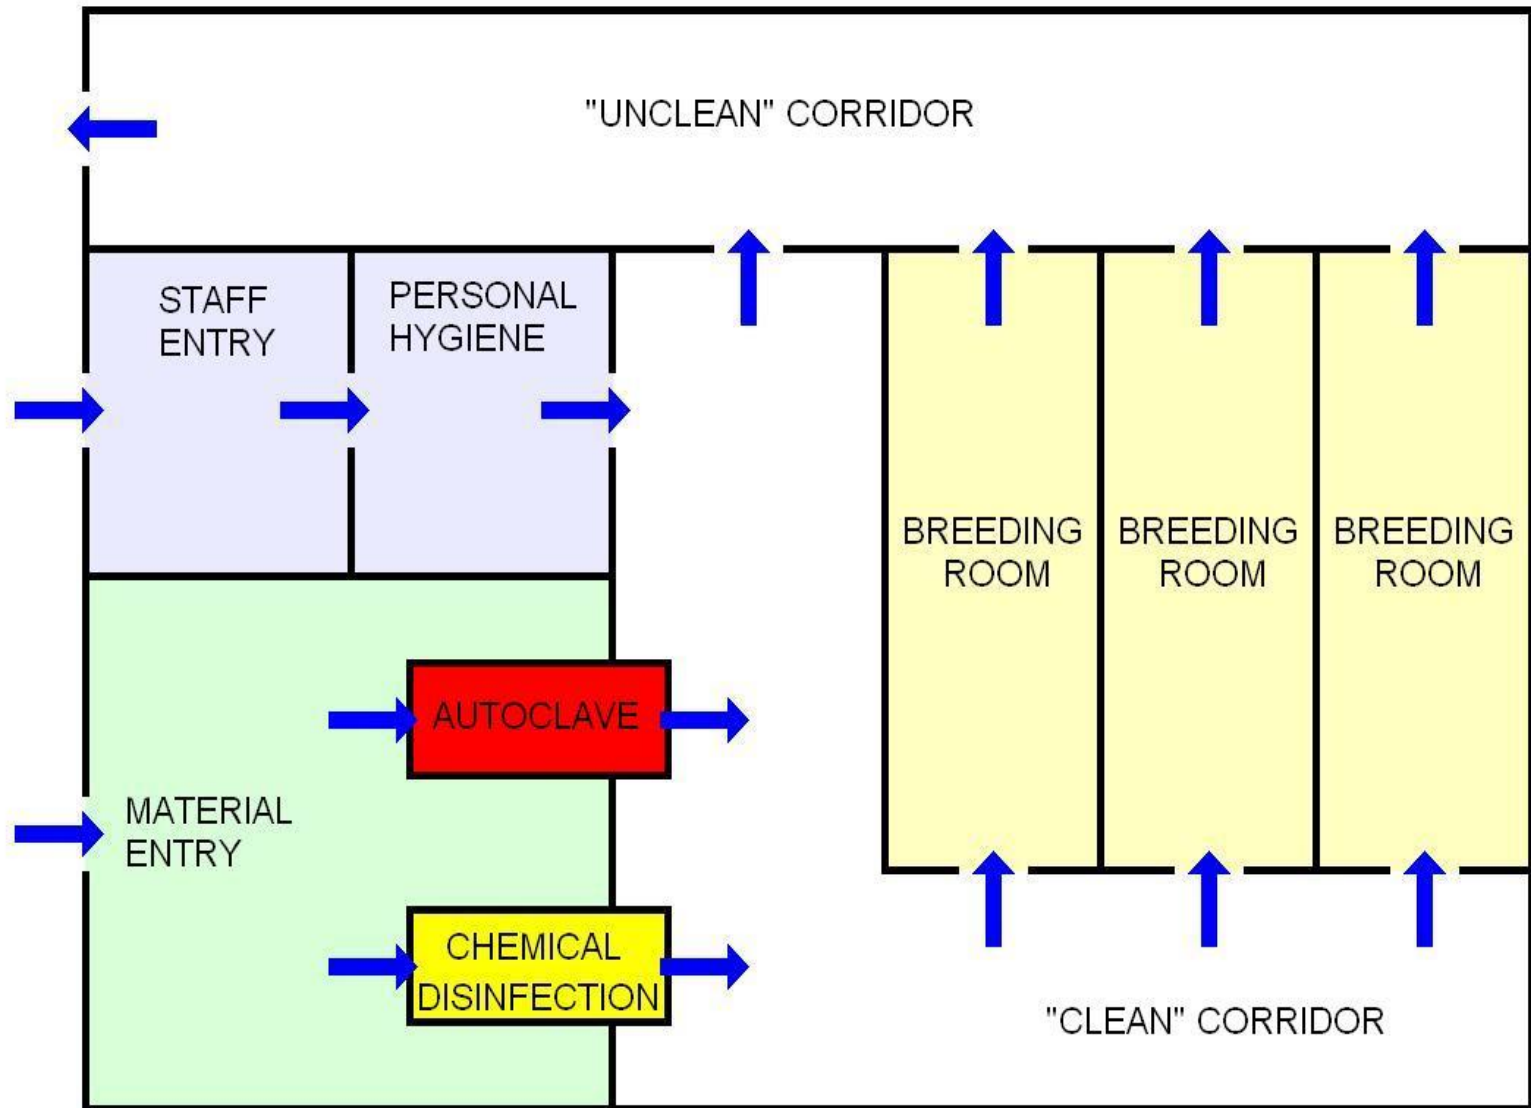 "UNCLEAN" CORRIDOR
STAFF
ENTRY
PERSONAL
HYGIENE
BREEDING
ROOM
BREEDING
ROOM
BREEDING
ROOM
AUTOCLAVE
MATERIAL
ENTRY
CHEMICAL
DISINFECTION
"CLEAN" CORRIDOR